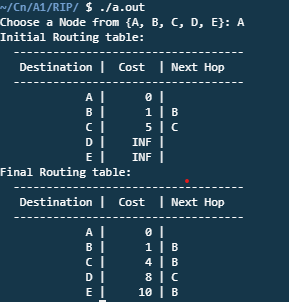 ~/Cn/A1/RIP/ $ ./a.out
Choose a Node from {A, B, C, D, E}: A
Initial Routing table:
-----------------------------------
Destination | Cost | Next Hop
-----------------------------------
A | 0 |
B | 1 | B
C | 5 | C
D | INF |
E | INF |
Final Routing table:
-----------------------------------
Destination | Cost | Next Hop
-----------------------------------
A | 0 |
B | 1 | B
C | 4 | B
D | 8 | C
E | 10 | B